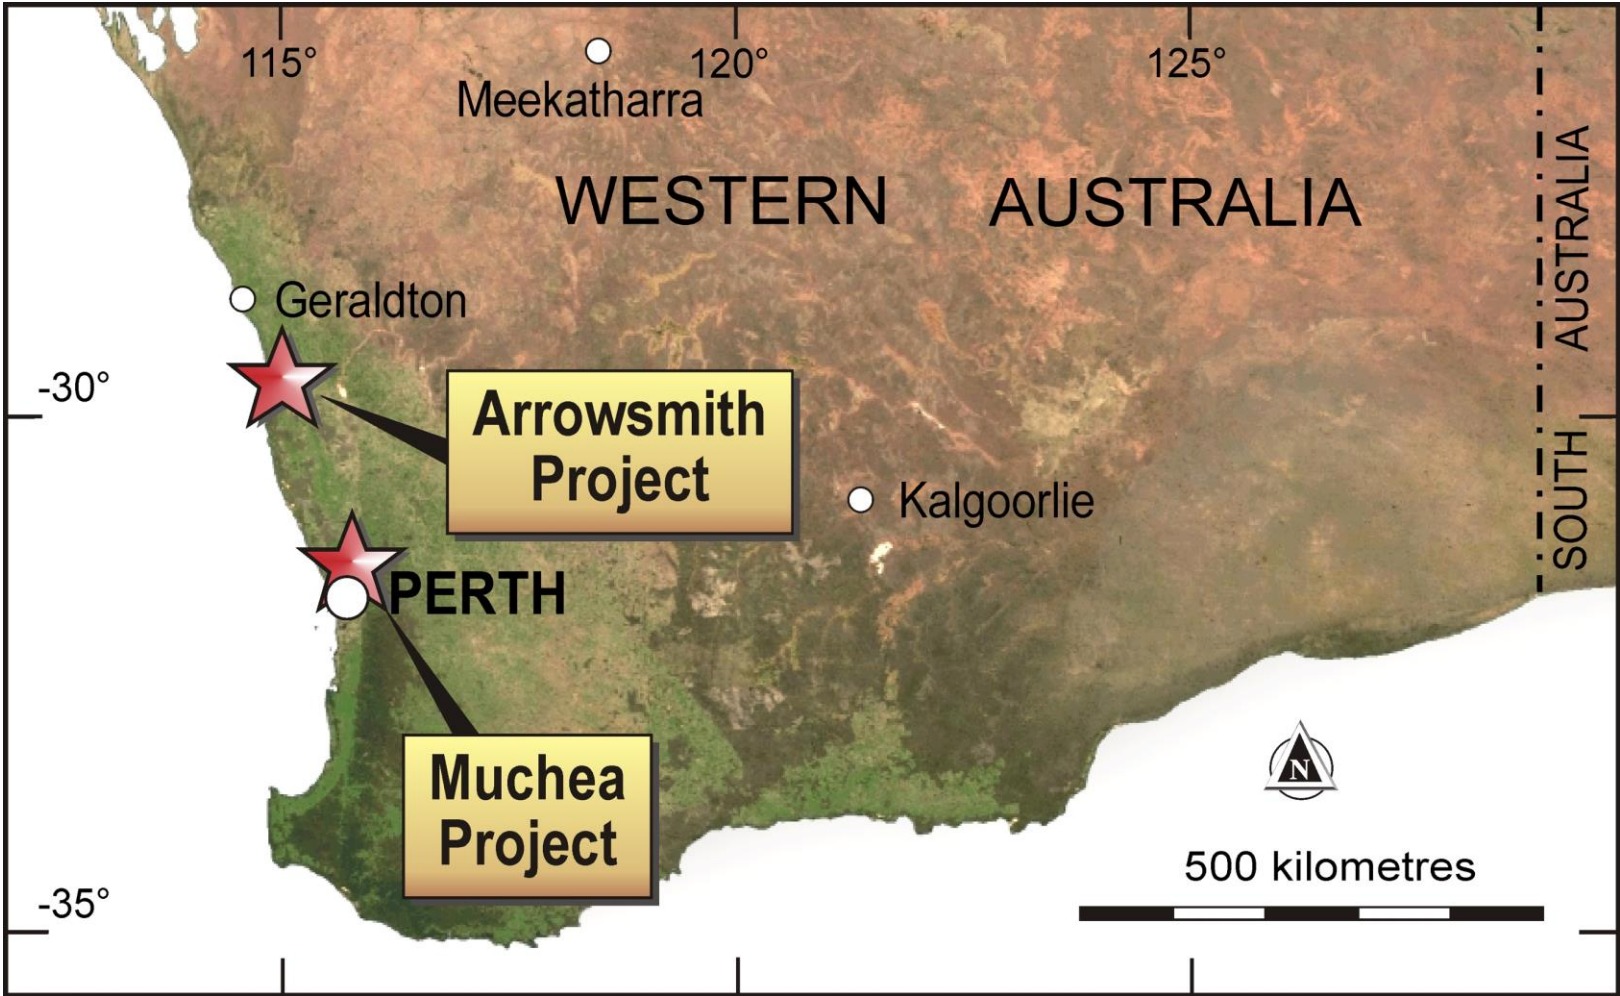 115°
120°
125°
Meekatharra
WESTERN AUSTRALIA
Geraldton
-30°
Arrowsmith
Project
Kalgoorlie
SOUTH AUSTRALIA
PERTH
Muchea
Project
N
500 kilometres
-35°